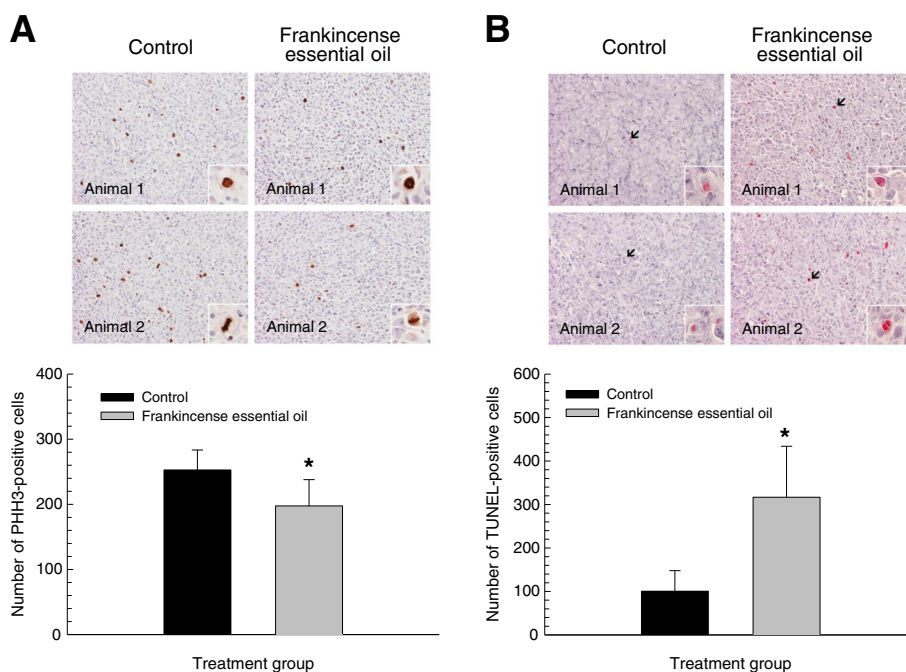 A
Control
Frankincense
essential oil
Animal 1
Animal 1
Animal 2
Animal 2
Number of PHH3-positive cells
400
300
200
100
0
Control
Frankincense essential oil
*
Treatment group
B
Control
Frankincense
essential oil
Animal 1
Animal 1
Animal 2
Animal 2
Number of TUNEL-positive cells
600
500
400
300
200
100
0
Control
Frankincense essential oil
*
Treatment group